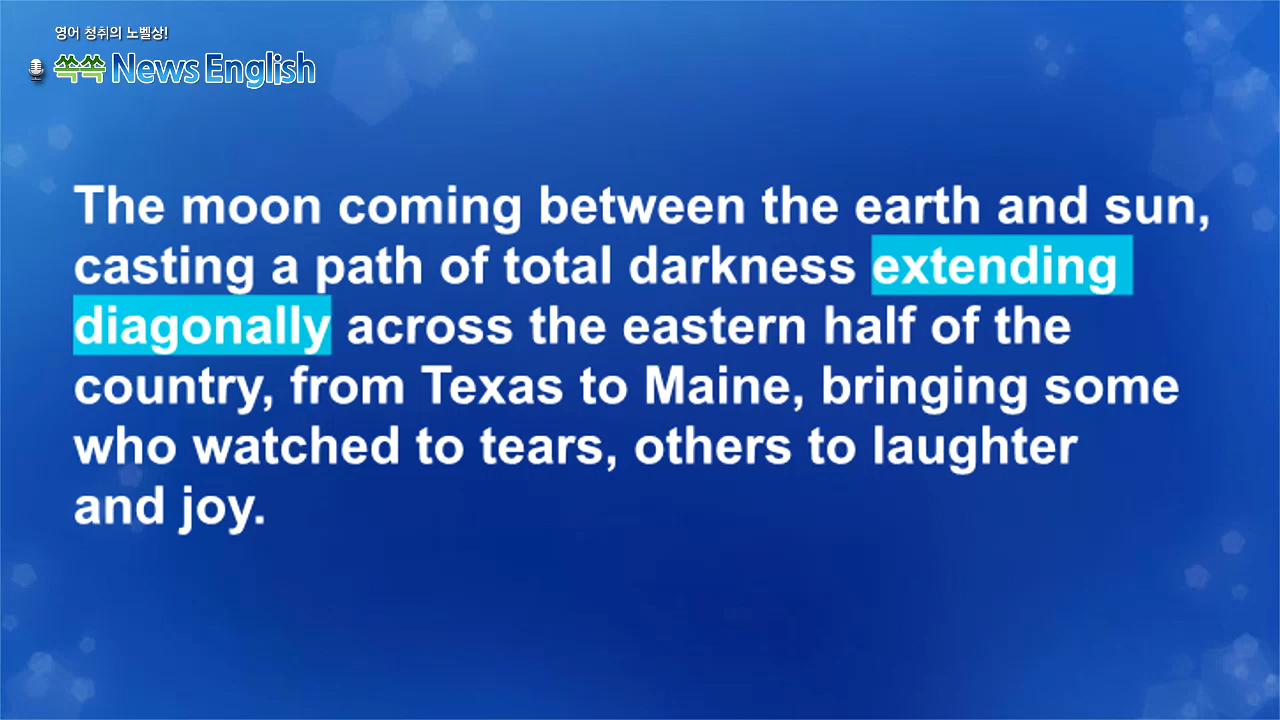 영어 청취의 노벨상!
쏙쏙 News English
The moon coming between the earth and sun,
casting a path of total darkness extending
diagonally across the eastern half of the
country, from Texas to Maine, bringing some
who watched to tears, others to laughter
and joy.